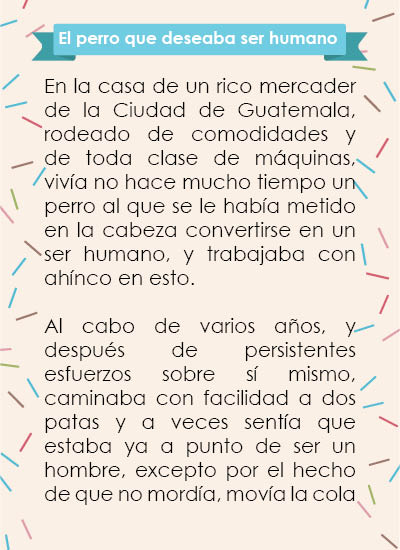 El perro que deseaba ser humano
En la casa de un rico mercader
de la Ciudad de Guatemala,
rodeado de comodidades y
de toda clase de máquinas,
vivía no hace mucho tiempo un
perro al que se le había metido
en la cabeza convertirse en un
ser humano, y trabajaba con
ahínco en esto.
Al cabo de varios años, y
después de persistentes
esfuerzos sobre sí mismo,
caminaba con facilidad a dos
patas y a veces sentía que
estaba ya a punto de ser un
hombre, excepto por el hecho
de que no mordía, movía la cola